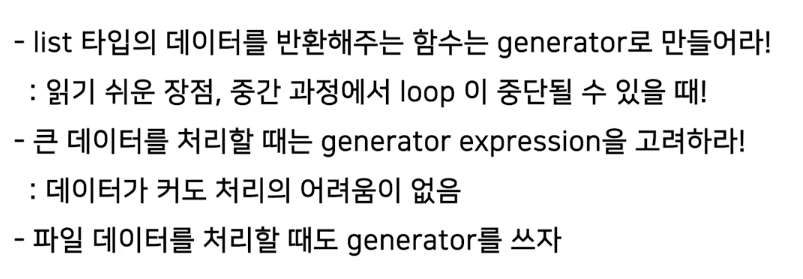 - list 타입의 데이터를 반환해주는 함수는 generator로 만들어라!
: 읽기 쉬운 장점, 중간 과정에서 loop 이 중단될 수 있을 때!
- 큰 데이터를 처리할 때는 generator expression을 고려하라!
: 데이터가 커도 처리의 어려움이 없음
- 파일 데이터를 처리할 때도 generator를 쓰자